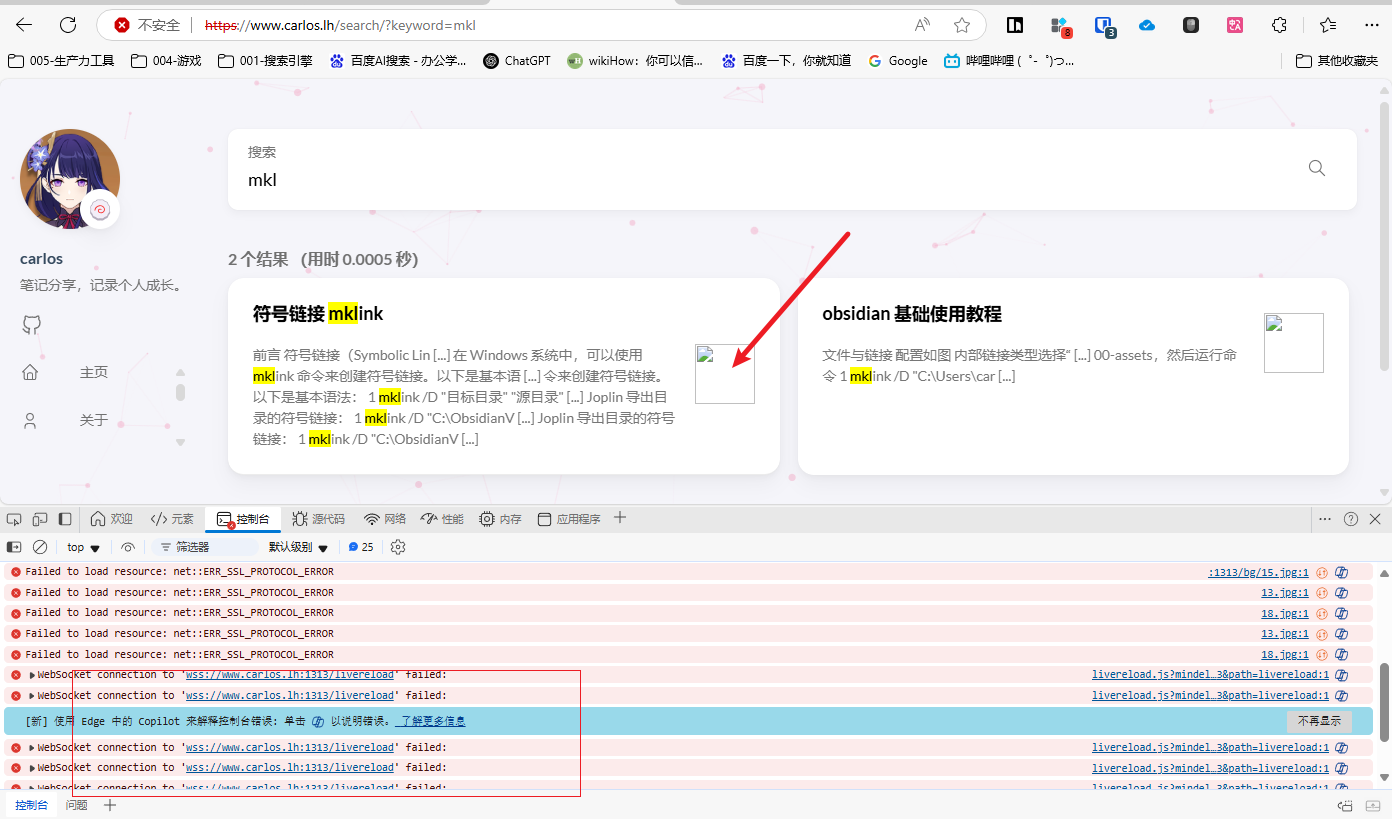 不安全 https://www.carlos.lh/search/?keyword=mkl
8 3
005-生产力工具 004-游戏 001-搜索引擎 百度AI搜索 - 办公学... ChatGPT wikiHow：你可以信... 百度一下，你就知道 Google 哔哩哔哩 ( ゜- ゜)つ... 其他收藏夹
搜索
mkl
carlos
笔记分享，记录个人成长。
主页
关于
2 个结果 （用时 0.0005 秒）
符号链接 mklink
前言 符号链接（Symbolic Lin [...] 在 Windows 系统中，可以使用
mklink 命令来创建符号链接。以下是基本语 [...] 令来创建符号链接。
以下是基本语法： 1 mklink /D "目标目录" "源目录" [...] Joplin 导出目
录的符号链接： 1 mklink /D "C:\ObsidianV [...] Joplin 导出目录的符号
链接： 1 mklink /D "C:\ObsidianV [...]
obsidian 基础使用教程
文件与链接 配置如图 内部链接类型选择“ [...] 00-assets，然后运行命
令 1 mklink /D "C:\Users\car [...]
欢迎 元素 控制台 源代码 网络 性能 内存 应用程序
top 筛选器 默认级别 25
Failed to load resource: net::ERR_SSL_PROTOCOL_ERROR :1313/bg/15.jpg:1
Failed to load resource: net::ERR_SSL_PROTOCOL_ERROR 13.jpg:1
Failed to load resource: net::ERR_SSL_PROTOCOL_ERROR 18.jpg:1
Failed to load resource: net::ERR_SSL_PROTOCOL_ERROR 13.jpg:1
Failed to load resource: net::ERR_SSL_PROTOCOL_ERROR 18.jpg:1
WebSocket connection to 'wss://www.carlos.lh:1313/livereload' failed: livereload.js?mindel…3&path=livereload:1
WebSocket connection to 'wss://www.carlos.lh:1313/livereload' failed: livereload.js?mindel…3&path=livereload:1
[新] 使用 Edge 中的 Copilot 来解释控制台错误: 单击 以说明错误。 了解更多信息 不再显示
WebSocket connection to 'wss://www.carlos.lh:1313/livereload' failed: livereload.js?mindel…3&path=livereload:1
WebSocket connection to 'wss://www.carlos.lh:1313/livereload' failed: livereload.js?mindel…3&path=livereload:1
WebSocket connection to 'wss://www.carlos.lh:1313/livereload' failed: livereload.js?mindel…3&path=livereload:1
控制台 问题